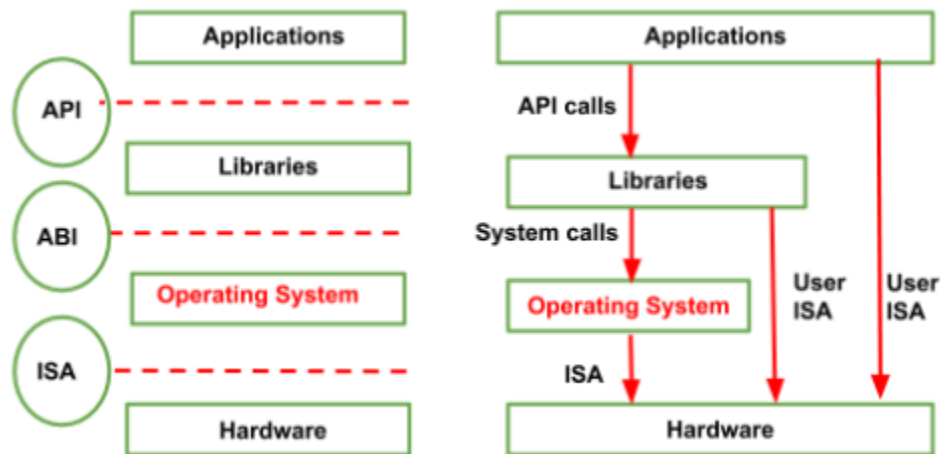 Applications
API
Libraries
ABI
Operating System
ISA
Hardware
Applications
API calls
Libraries
System calls
Operating System
User
ISA
User
ISA
ISA
Hardware